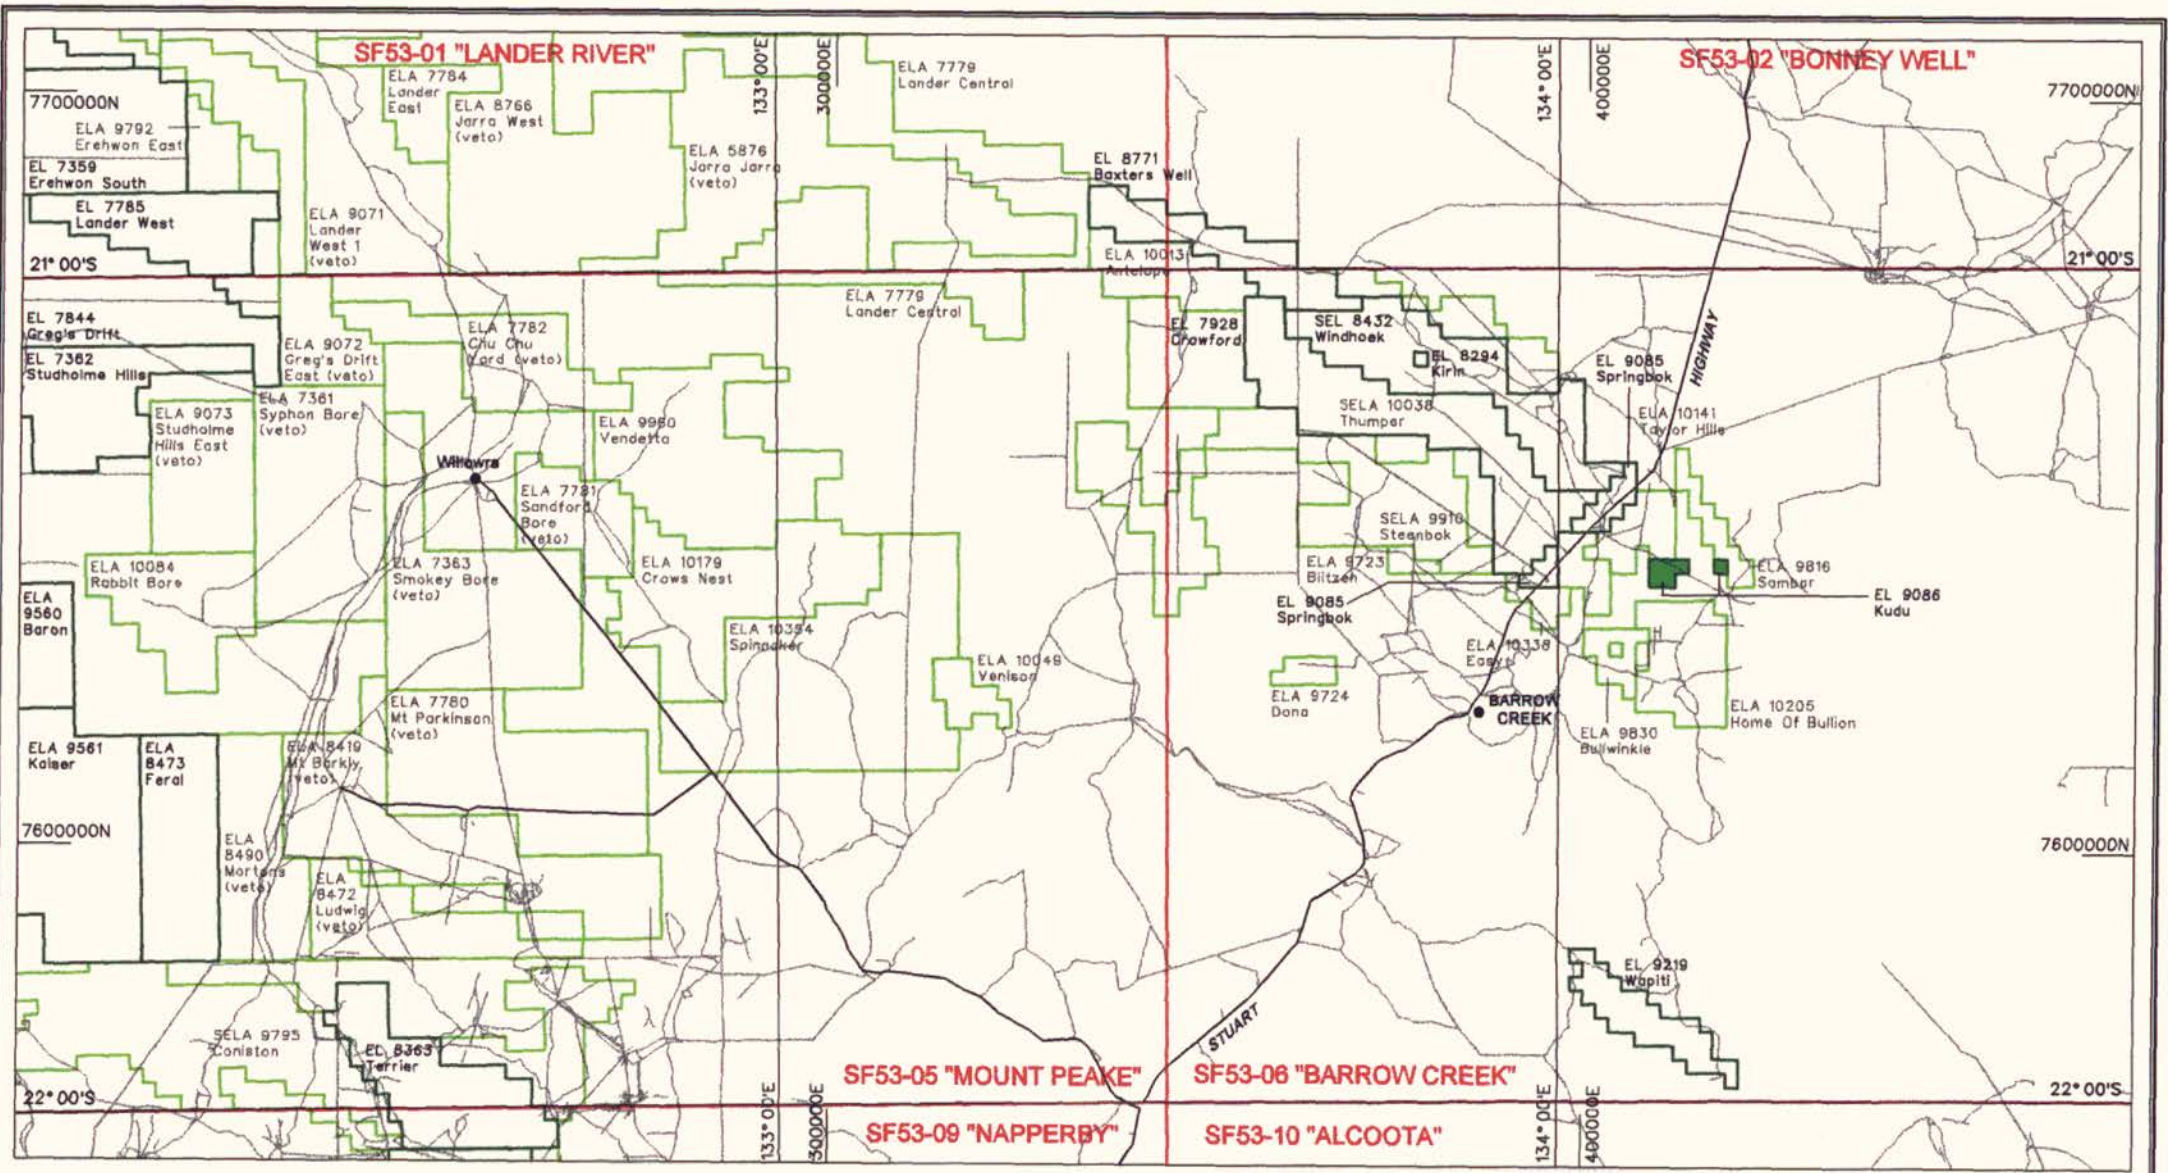 SF53-01 "LANDER RIVER"
SF53-02 "BONNEY WELL"
133°00'E
300000E
134°00'E
400000E
7700000N
7700000N
ELA 7784
Lander
East
ELA 8766
Jarra West
(veto)
ELA 7779
Lander Central
ELA 9792
Erehwon East
ELA 5876
Jarra Jarra
(veto)
EL 7359
Erehwon South
EL 8771
Baxters Well
EL 7785
Lander West
ELA 9071
Lander
West 1
(veto)
21°00'S
ELA 10013
Antelope
21°00'S
ELA 7779
Lander Central
EL 7844
Greg's Drift
ELA 9072
Greg's Drift
East (veto)
ELA 7782
Chu Chu
Yard (veto)
EL 7928
Crawford
SEL 8432
Windhoek
HIGHWAY
EL 7362
Studholme Hills
EL 8294
Kirin
EL 9085
Springbok
ELA 9073
Studholme
Hills East
(veto)
ELA 7361
Syphon Bore
(veto)
ELA 9980
Vendetta
SELA 10038
Thumper
ELA 10141
Taylor Hills
Willowra
ELA 7781
Sandford
Bore
(veto)
SELA 9910
Steenbok
ELA 10084
Rabbit Bore
ELA 7363
Smokey Bore
(veto)
ELA 10179
Crows Nest
ELA 9723
Blitzen
ELA 9816
Sambar
ELA
9560
Baron
EL 9085
Springbok
EL 9086
Kudu
ELA 10394
Spinnaker
ELA 10338
Easy
ELA 10049
Venison
ELA 9724
Dona
BARROW
CREEK
ELA 7780
Mt Parkinson
(veto)
ELA 10205
Home Of Bullion
ELA 9830
Bullwinkle
ELA 9561
Kaiser
ELA
8473
Feral
ELA 8419
Mt Barkly
(veto)
7600000N
7600000N
ELA
8490
Mortons
(veto)
ELA
8472
Ludwig
(veto)
EL 9219
Wapiti
SELA 9795
Coniston
EL 8363
Terrier
STUART
SF53-05 "MOUNT PEAKE"
SF53-06 "BARROW CREEK"
22°00'S
22°00'S
133°00'E
300000E
134°00'E
400000E
SF53-09 "NAPPERBY"
SF53-10 "ALCOOTA"